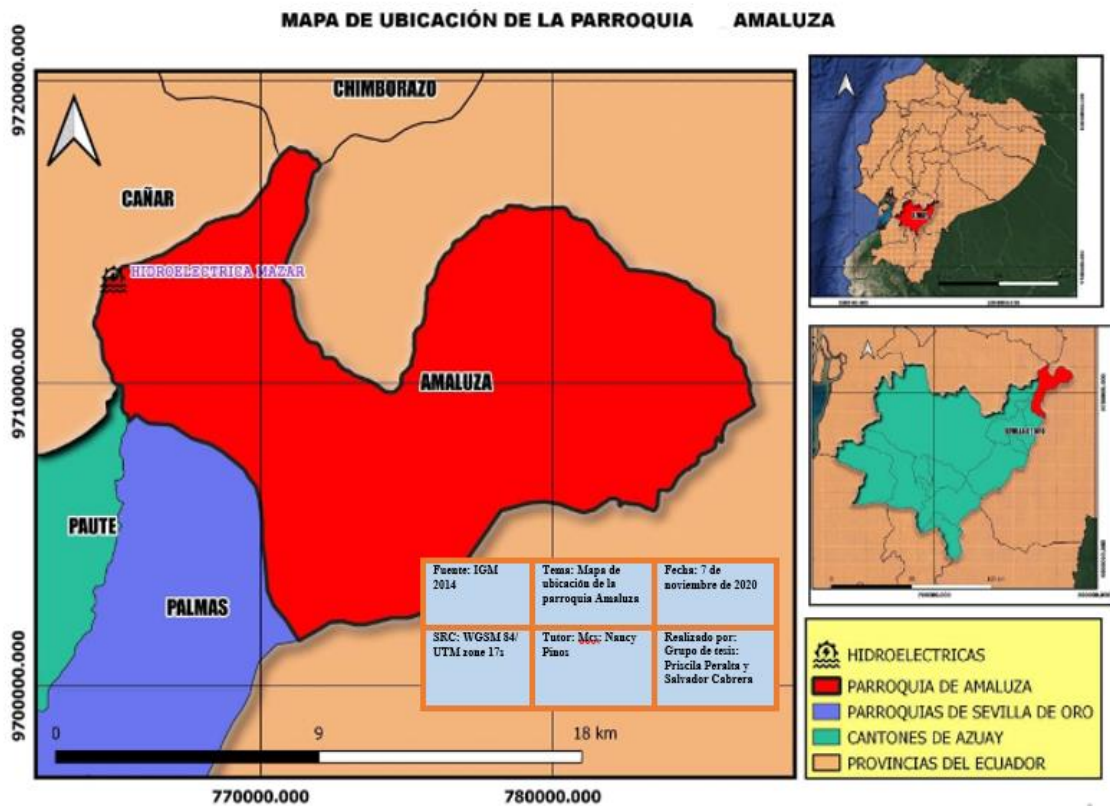 MAPA DE UBICACIÓN DE LA PARROQUIA AMALUZA
9720000.000
9710000.000
9700000.000
CHIMBORAZO
CAÑAR
HIDROELECTRICA MAZAR
AMALUZA
PAUTE
PALMAS
Fuente: IGM
2014
Tema: Mapa de
ubicación de la
parroquia Amaluza
Fecha: 7 de
noviembre de 2020
SRC: WGSM 84/
UTM zone 17s
Tutor: Nancy
Pinos
Realizado por:
Grupo de tesis:
Priscila Peralta y
Salvador Cabrera
0 9 18 km
770000.000 780000.000
HIDROELECTRICAS
PARROQUIA DE AMALUZA
PARROQUIAS DE SEVILLA DE ORO
CANTONES DE AZUAY
PROVINCIAS DEL ECUADOR